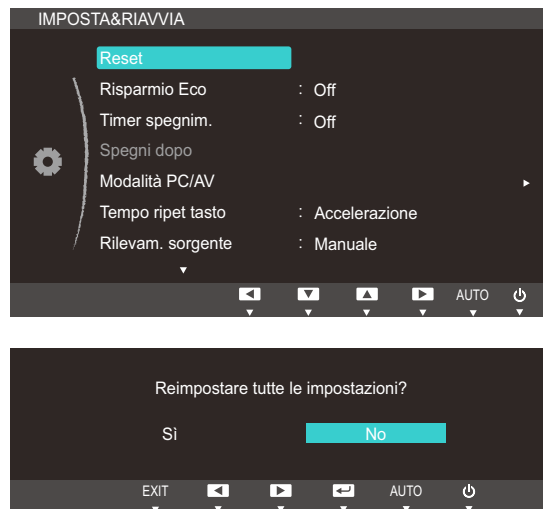 IMPOSTA&RIAVVIA
Reset
Risparmio Eco : Off
Timer spegnim. : Off
Spegni dopo
Modalità PC/AV
Tempo ripet tasto : Accelerazione
Rilevam. sorgente : Manuale
AUTO
Reimpostare tutte le impostazioni?
Sì No
EXIT AUTO